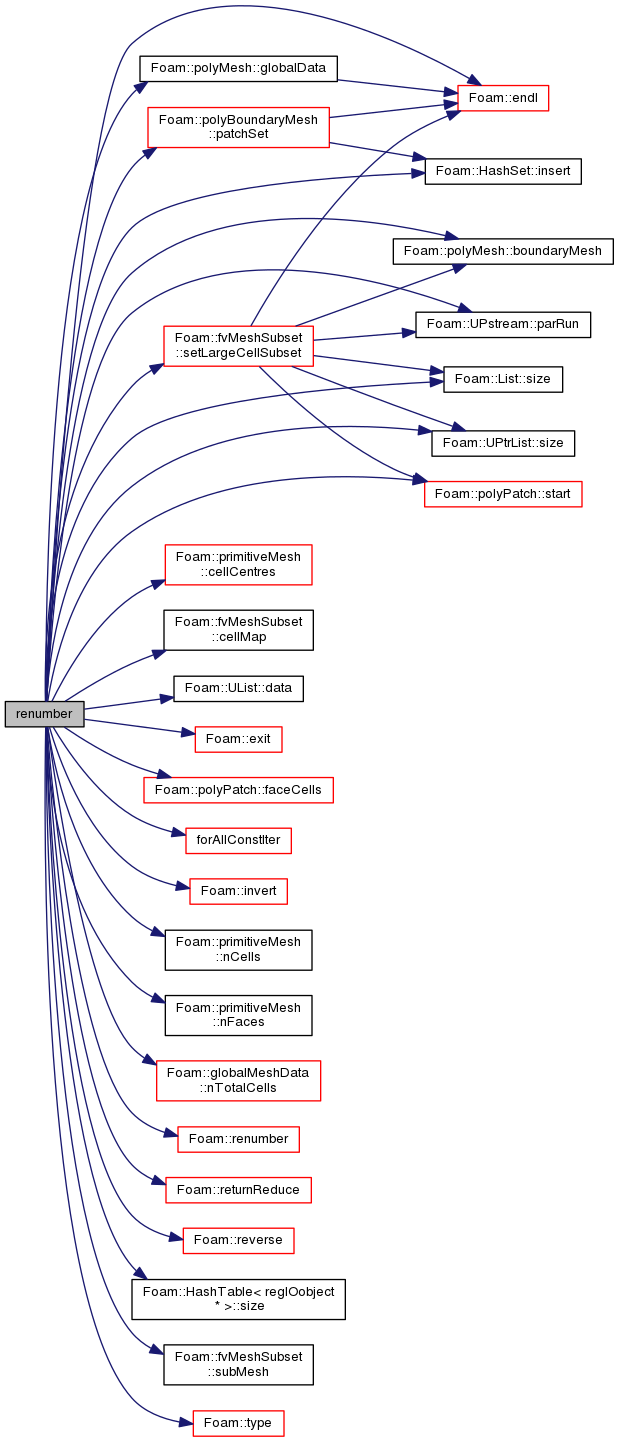 Foam::polyMesh::globalData
Foam::endl
Foam::polyBoundaryMesh
::patchSet
Foam::HashSet::insert
Foam::polyMesh::boundaryMesh
Foam::UPstream::parRun
Foam::fvMeshSubset
::setLargeCellSubset
Foam::List::size
Foam::UPtrList::size
Foam::polyPatch::start
Foam::primitiveMesh
::cellCentres
Foam::fvMeshSubset
::cellMap
Foam::UList::data
renumber
Foam::exit
Foam::polyPatch::faceCells
forAllConstIter
Foam::invert
Foam::primitiveMesh
::nCells
Foam::primitiveMesh
::nFaces
Foam::globalMeshData
::nTotalCells
Foam::renumber
Foam::returnReduce
Foam::reverse
Foam::HashTable< regIOobject
* >::size
Foam::fvMeshSubset
::subMesh
Foam::type